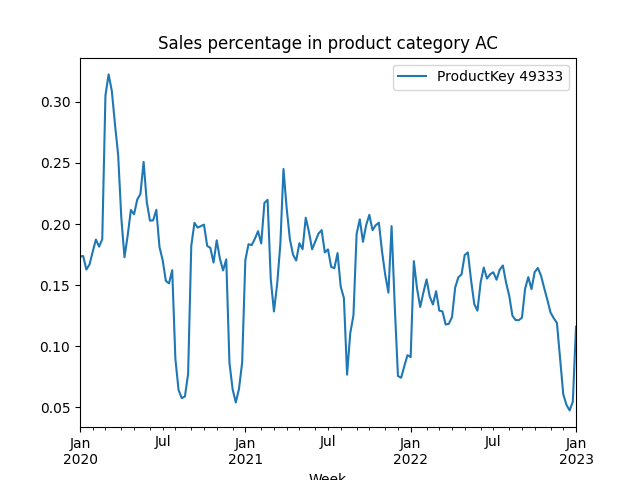 Sales percentage in product category AC
ProductKey 49333
0.30
0.25
0.20
0.15
0.10
0.05
Jan Jul Jan Jul Jan Jul Jan
2020 2021 2022 2023
Week